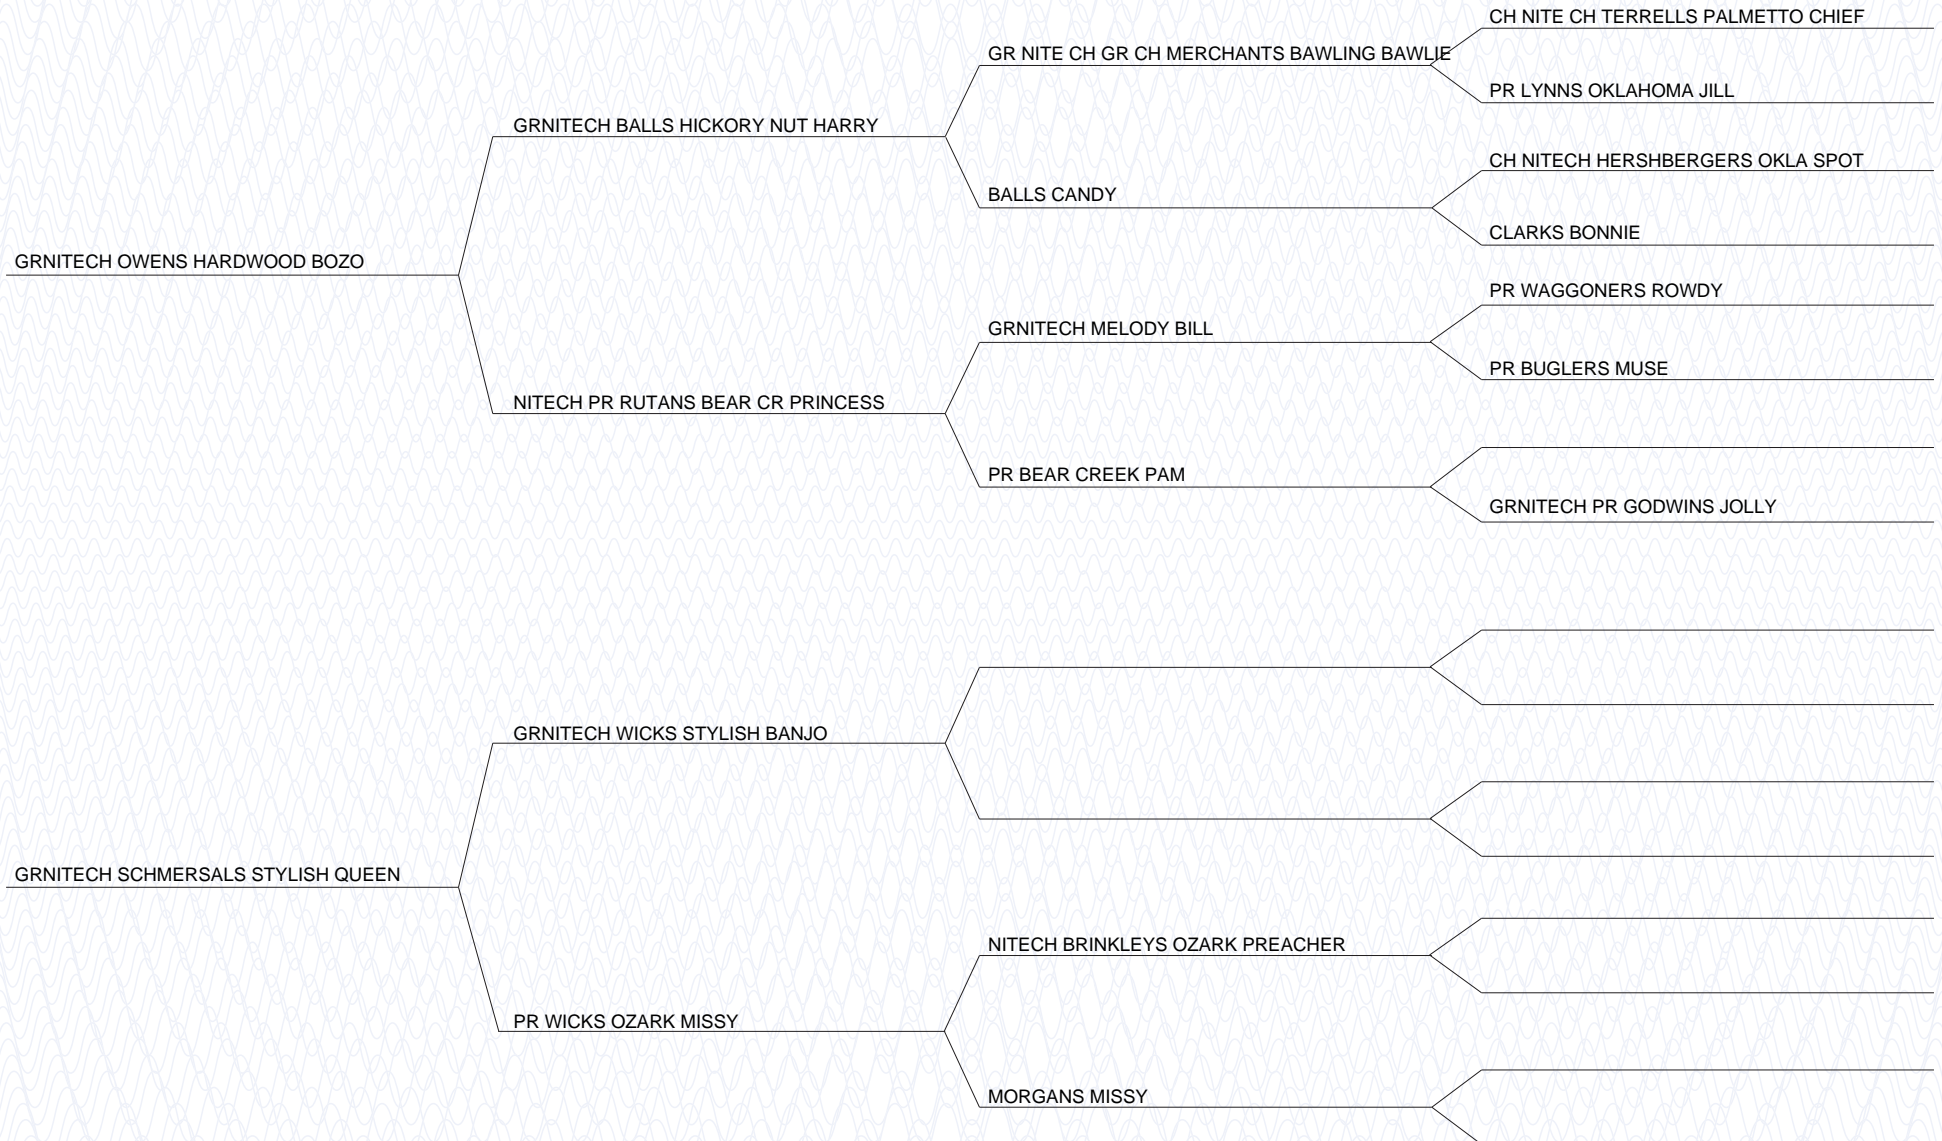 CH NITE CH TERRELLS PALMETTO CHIEF
GR NITE CH GR CH MERCHANTS BAWLING BAWLIE
PR LYNNS OKLAHOMA JILL
GRNITECH BALLS HICKORY NUT HARRY
CH NITECH HERSHBERGERS OKLA SPOT
BALLS CANDY
CLARKS BONNIE
GRNITECH OWENS HARDWOOD BOZO
PR WAGGONERS ROWDY
GRNITECH MELODY BILL
PR BUGLERS MUSE
NITECH PR RUTANS BEAR CR PRINCESS
PR BEAR CREEK PAM
GRNITECH PR GODWINS JOLLY
GRNITECH WICKS STYLISH BANJO
GRNITECH SCHMERSALS STYLISH QUEEN
NITECH BRINKLEYS OZARK PREACHER
PR WICKS OZARK MISSY
MORGANS MISSY